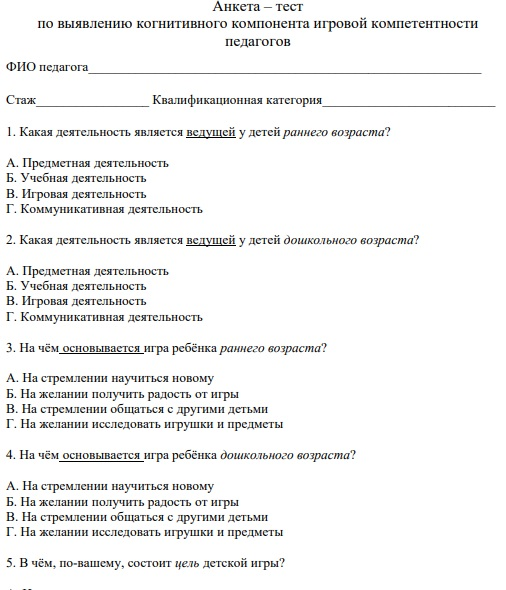 Анкета – тест
по выявлению когнитивного компонента игровой компетентности
педагогов
ФИО педагога____________________________________________________________
Стаж_________________ Квалификационная категория__________________________
1. Какая деятельность является ведущей у детей раннего возраста?
А. Предметная деятельность
Б. Учебная деятельность
В. Игровая деятельность
Г. Коммуникативная деятельность
2. Какая деятельность является ведущей у детей дошкольного возраста?
А. Предметная деятельность
Б. Учебная деятельность
В. Игровая деятельность
Г. Коммуникативная деятельность
3. На чём основывается игра ребёнка раннего возраста?
А. На стремлении научиться новому
Б. На желании получить радость от игры
В. На стремлении общаться с другими детьми
Г. На желании исследовать игрушки и предметы
4. На чём основывается игра ребёнка дошкольного возраста?
А. На стремлении научиться новому
Б. На желании получить радость от игры
В. На стремлении общаться с другими детьми
Г. На желании исследовать игрушки и предметы
5. В чём, по-вашему, состоит цель детской игры?